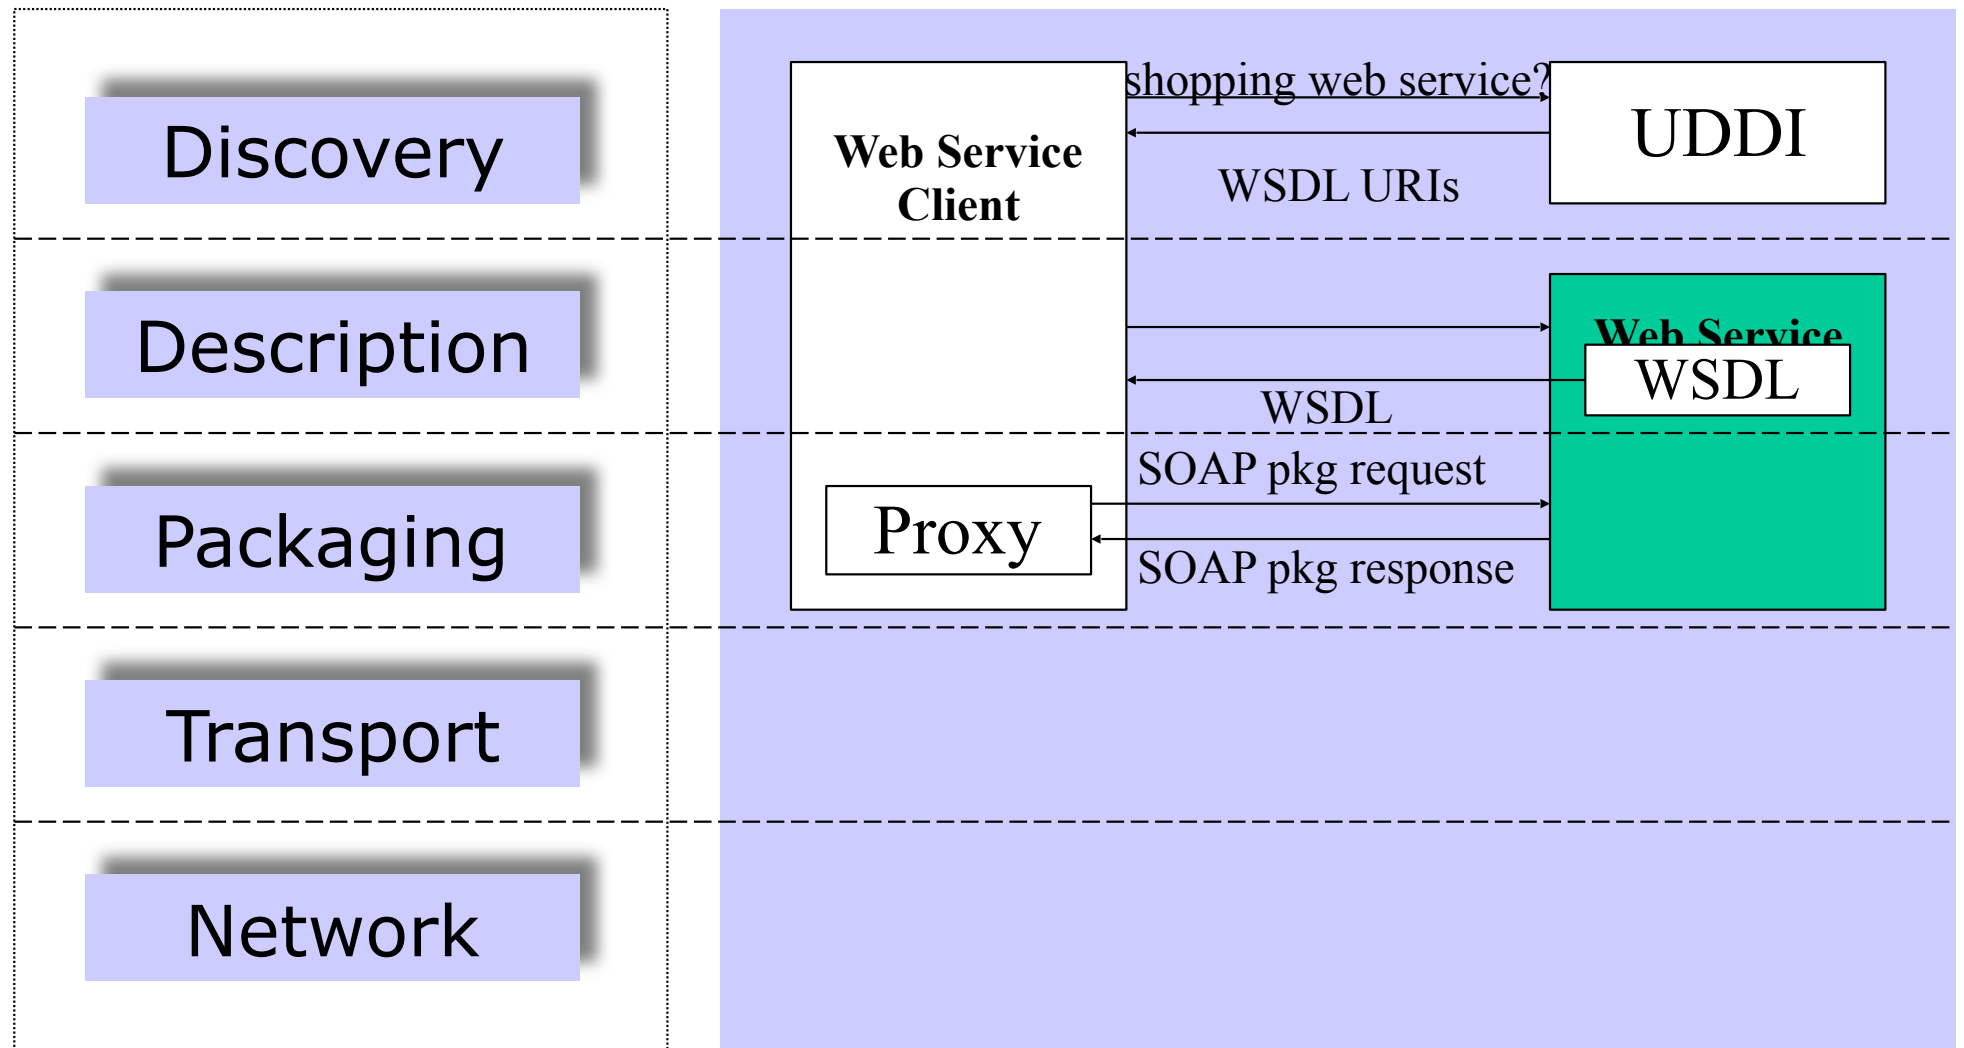 Discovery
shopping web service?
Web Service
Client
UDDI
WSDL URIs
Description
Web Service
WSDL
WSDL
Packaging
SOAP pkg request
Proxy
SOAP pkg response
Transport
Network